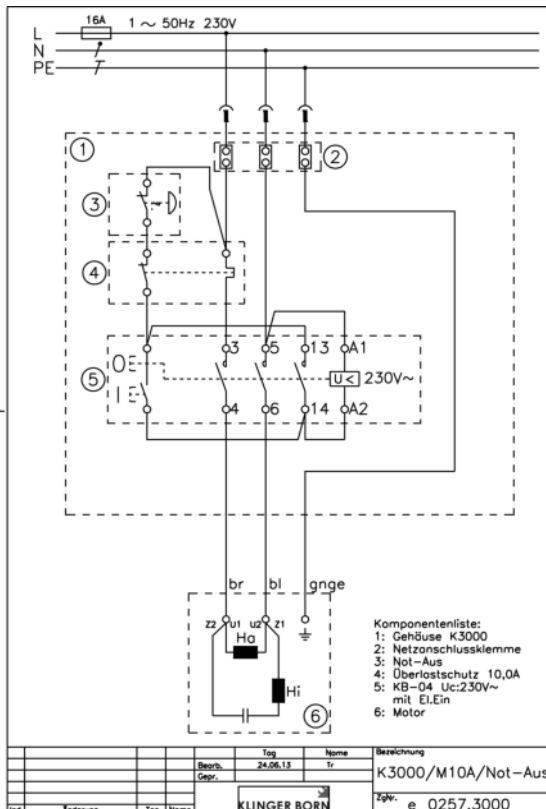 16A 1 ~ 50Hz 230V
L
N
PE
1
2
3
4
3 5 13 A1
O
5
U< 230V~
I
4 6 14 A2
br bl gnge
Z2 U1 U2 Z1
Ha
Hi
6
Komponentenliste:
1: Gehäuse K3000
2: Netzanschlussklemme
3: Not-Aus
4: Überlastschutz 10,0A
5: KB-04 Uc:230V~
mit El.Ein
6: Motor
Tag Name Bezeichnung
Bearb. 24.06.13 Tr
Gepr.
K3000/M10A/Not-Aus
KLINGER BORN
ZgNr. e 0257.3000
Änderung Tag Name